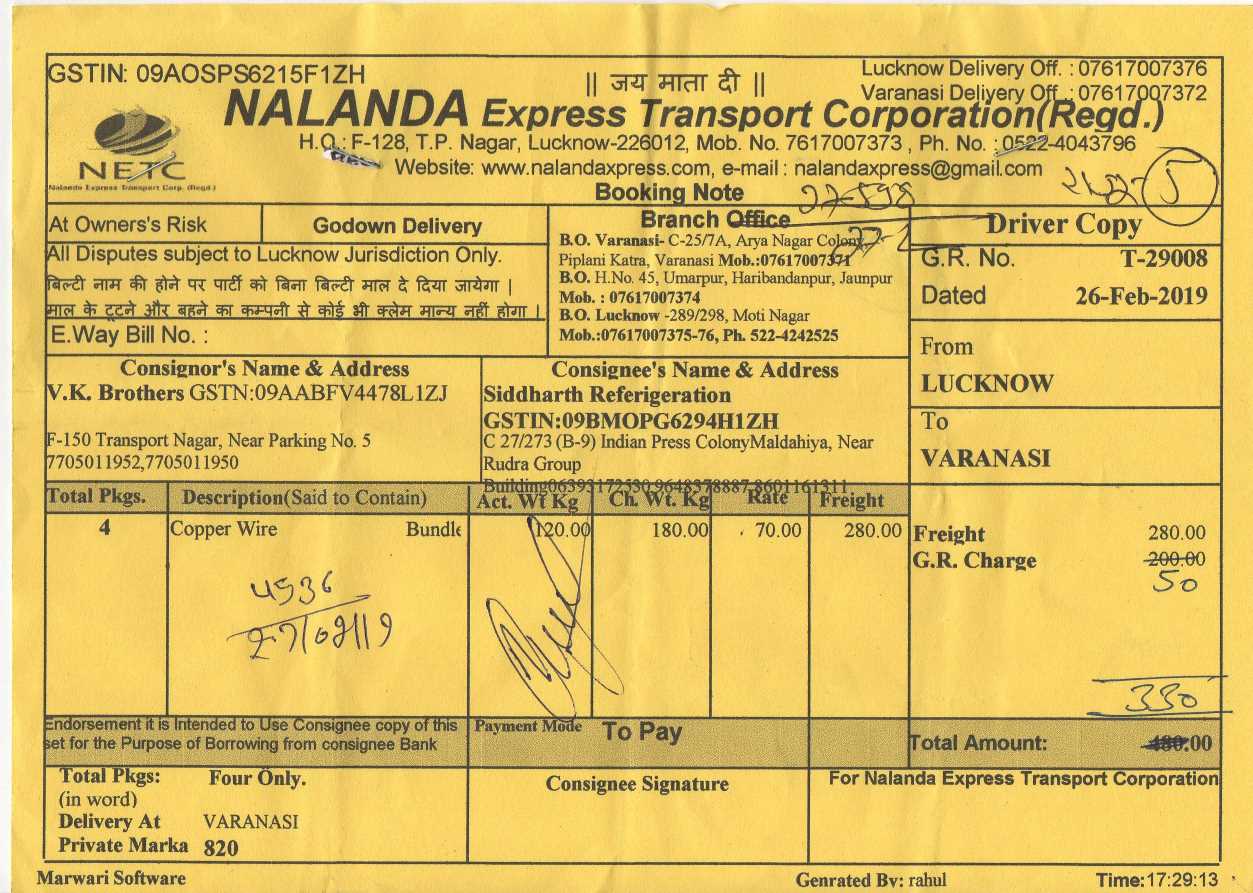 GSTIN: 09AOSPS6215F1ZH
|| जय माता दी ||
Lucknow Delivery Off. : 07617007376
Varanasi Delivery Off. : 07617007372
NALANDA Express Transport Corporation(Regd.)
H.O.: F-128, T.P. Nagar, Lucknow-226012, Mob. No. 7617007373 , Ph. No. : 0522-4043796
NETC
Nalanda Express Transport Corp. (Regd.)
Website: www.nalandaxpress.com, e-mail : nalandaxpress@gmail.com
Booking Note
5
At Owners's Risk
Godown Delivery
All Disputes subject to Lucknow Jurisdiction Only.
बिल्टी नाम की होने पर पार्टी को बिना बिल्टी माल दे दिया जायेगा |
माल के टूटने और बहने का कम्पनी से कोई भी क्लेम मान्य नहीं होगा |
E.Way Bill No. :
Branch Office
B.O. Varanasi- C-25/7A, Arya Nagar Colony,
Piplani Katra, Varanasi Mob.:07617007371
B.O. H.No. 45, Umarpur, Haribandanpur, Jaunpur
Mob. : 07617007374
B.O. Lucknow -289/298, Moti Nagar
Mob.:07617007375-76, Ph. 522-4242525
Driver Copy
G.R. No. T-29008
Dated 26-Feb-2019
From
LUCKNOW
To
VARANASI
Consignor's Name & Address
V.K. Brothers GSTN:09AABFV4478L1ZJ
F-150 Transport Nagar, Near Parking No. 5
7705011952,7705011950
Consignee's Name & Address
Siddharth Referigeration
GSTIN:09BMOPG6294H1ZH
C 27/273 (B-9) Indian Press ColonyMaldahiya, Near
Rudra Group
Building06393172530,9648378887,8601161311
Total Pkgs. Description(Said to Contain) Act. Wt Kg Ch. Wt. Kg Rate Freight
4 Copper Wire Bundle 120.00 180.00 70.00 280.00
Freight 280.00
G.R. Charge 200.00
50
4536
27/02/19
330
Endorsement it is Intended to Use Consignee copy of this
set for the Purpose of Borrowing from consignee Bank
Payment Mode To Pay
Total Amount: 480.00
Total Pkgs: Four Only.
(in word)
Delivery At VARANASI
Private Marka 820
Consignee Signature
For Nalanda Express Transport Corporation
Marwari Software
Genrated By: rahul
Time:17:29:13